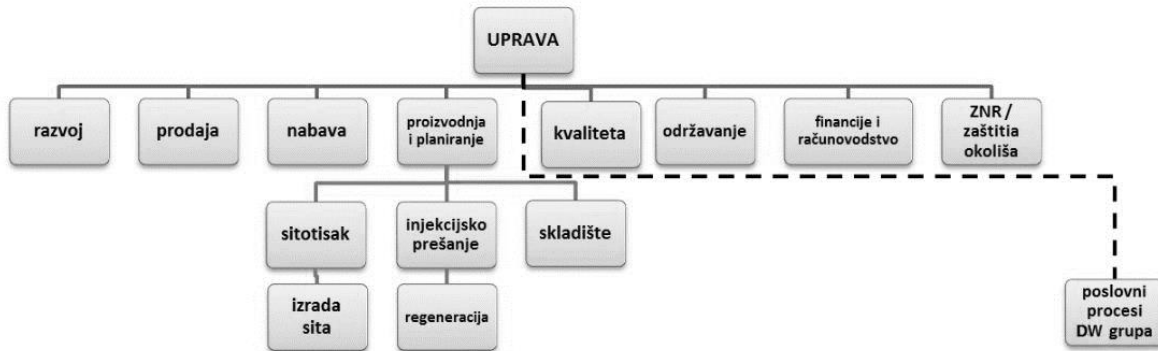 UPRAVA
razvoj
prodaja
nabava
proizvodnja
i planiranje
kvaliteta
održavanje
financije i
računovodstvo
ZNR /
zaštitia
okoliša
sitotisak
injekcijsko
prešanje
skladište
izrada
sita
regeneracija
poslovni
procesi
DW grupa